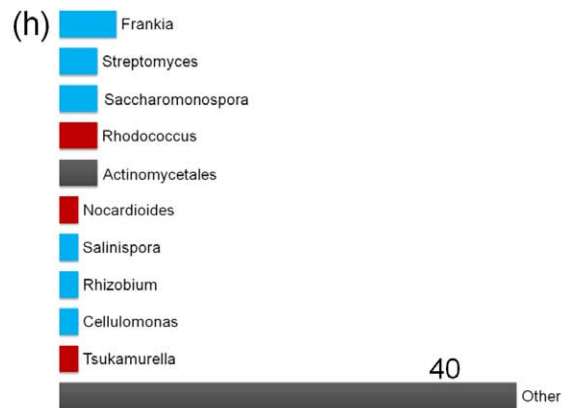 (h)
Frankia
Streptomyces
Saccharomonospora
Rhodococcus
Actinomycetales
Nocardioides
Salinispora
Rhizobium
Cellulomonas
Tsukamurella
40
Other